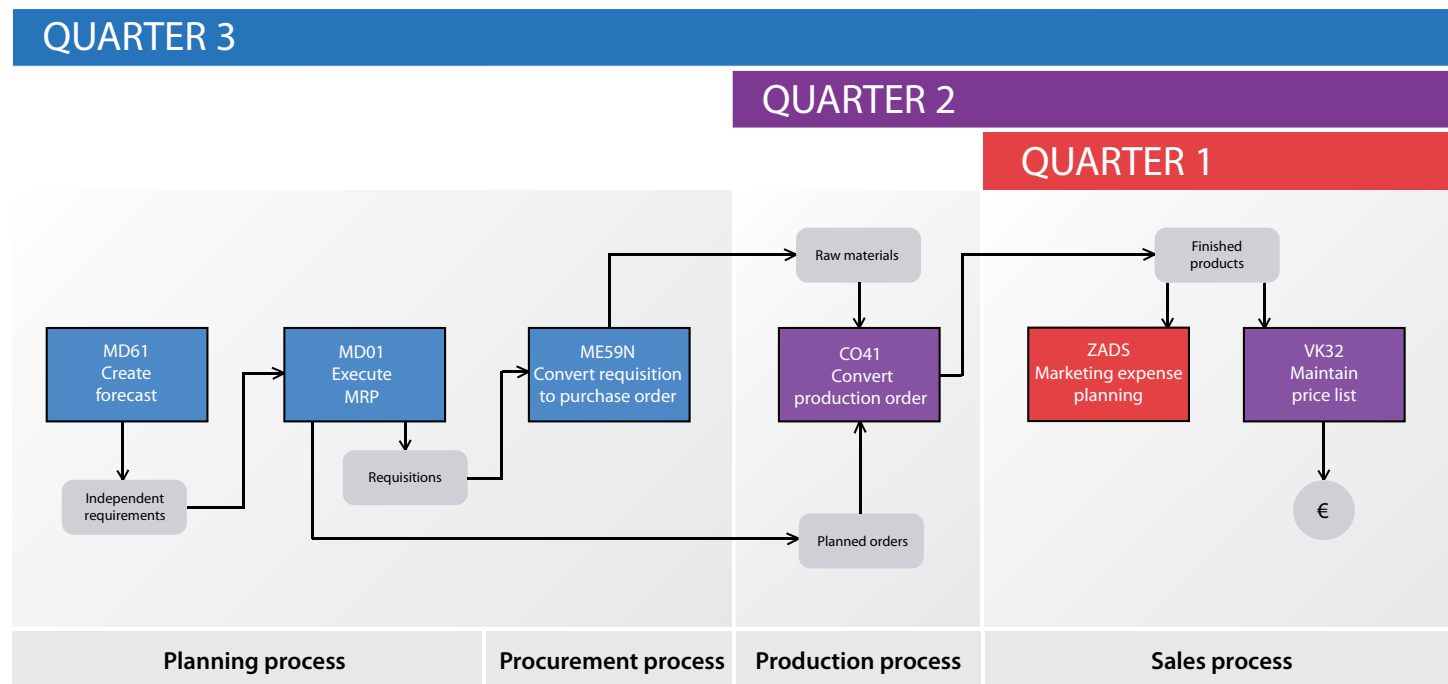 QUARTER 3
QUARTER 2
QUARTER 1
Raw materials
Finished
products
MD61
Create
forecast
MD01
Execute
MRP
ME59N
Convert requisition
to purchase order
CO41
Convert
production order
ZADS
Marketing expense
planning
VK32
Maintain
price list
Independent
requirements
Requisitions
Planned orders
€
Planning process
Procurement process
Production process
Sales process